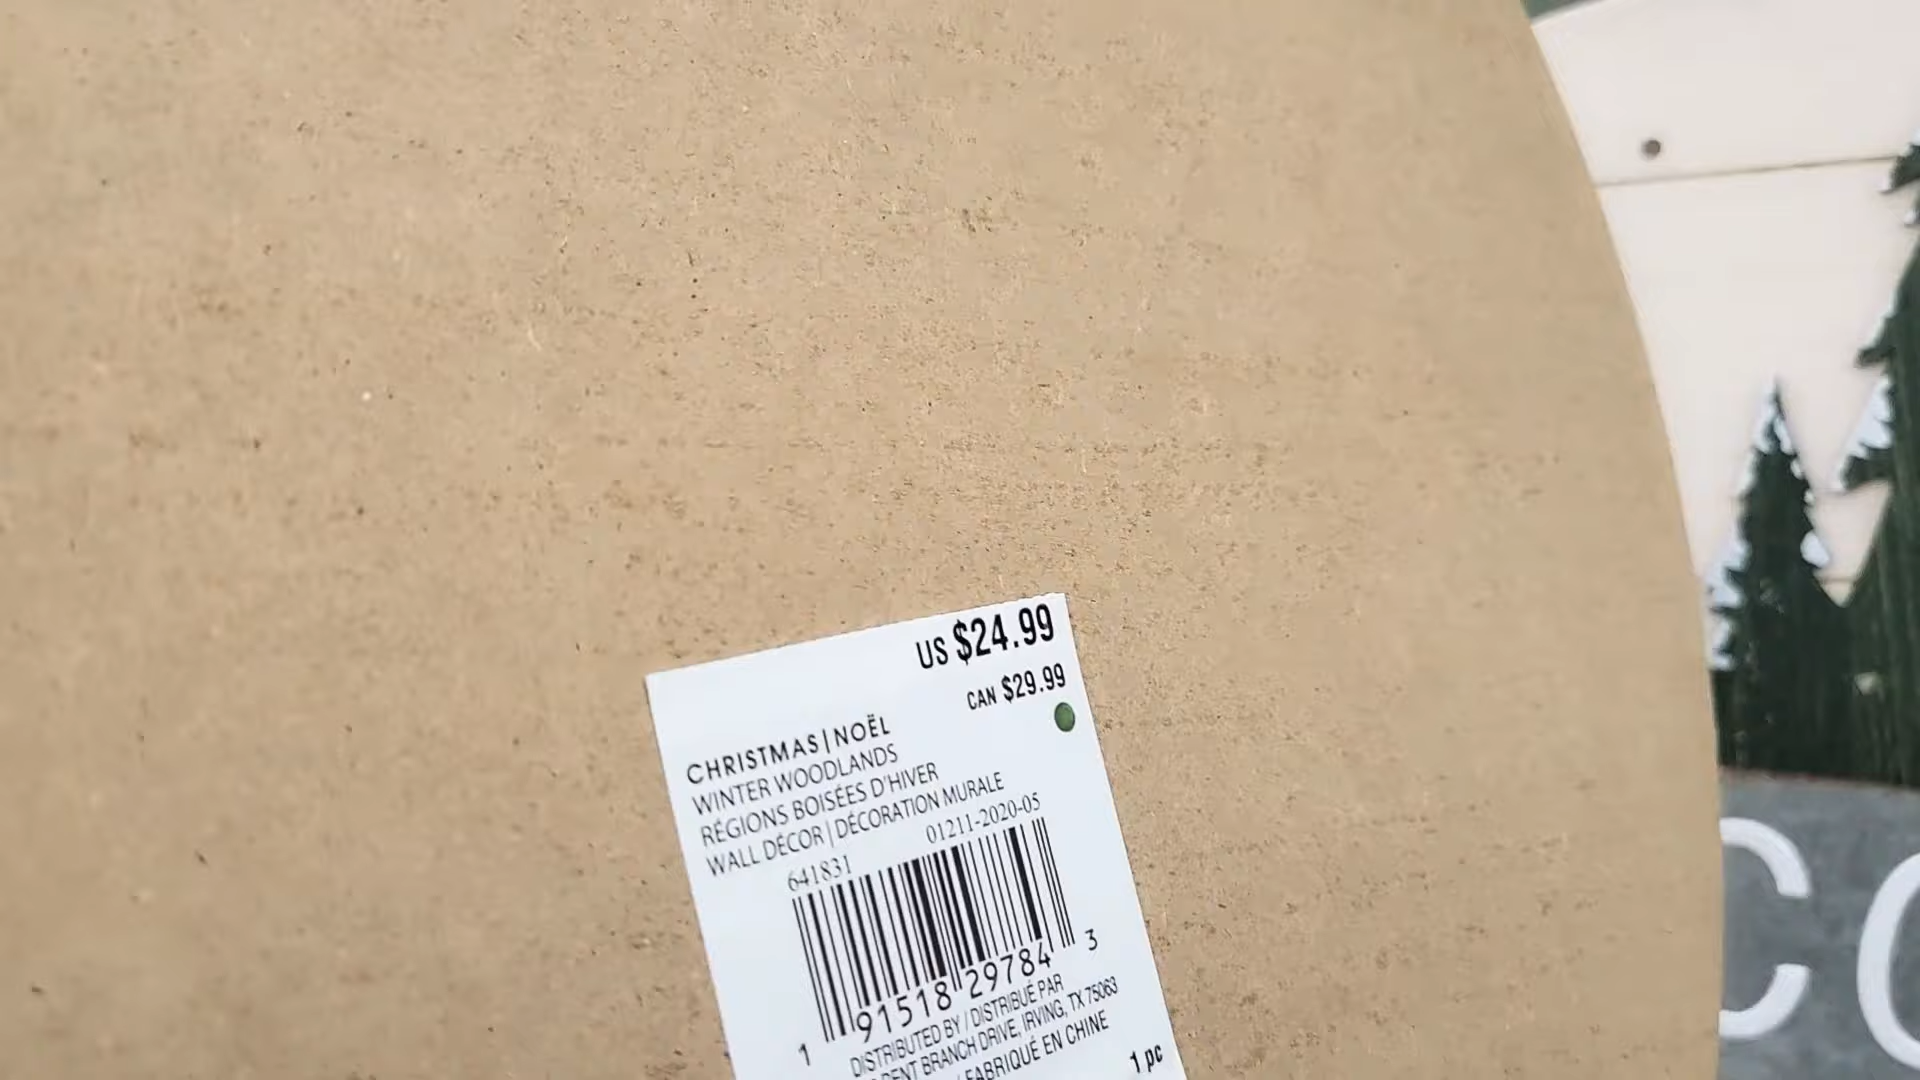 US $24.99
CAN $29.99
CHRISTMAS|NOËL
WINTER WOODLANDS
RÉGIONS BOISÉES D'HIVER
WALL DÉCOR|DÉCORATION MURALE
641831 01211-2020-05
1 91518 29784 3
DISTRIBUTED BY / DISTRIBUÉ PAR
BRANCH DRIVE, IRVING, TX 75063
/ FABRIQUÉ EN CHINE
1 pc